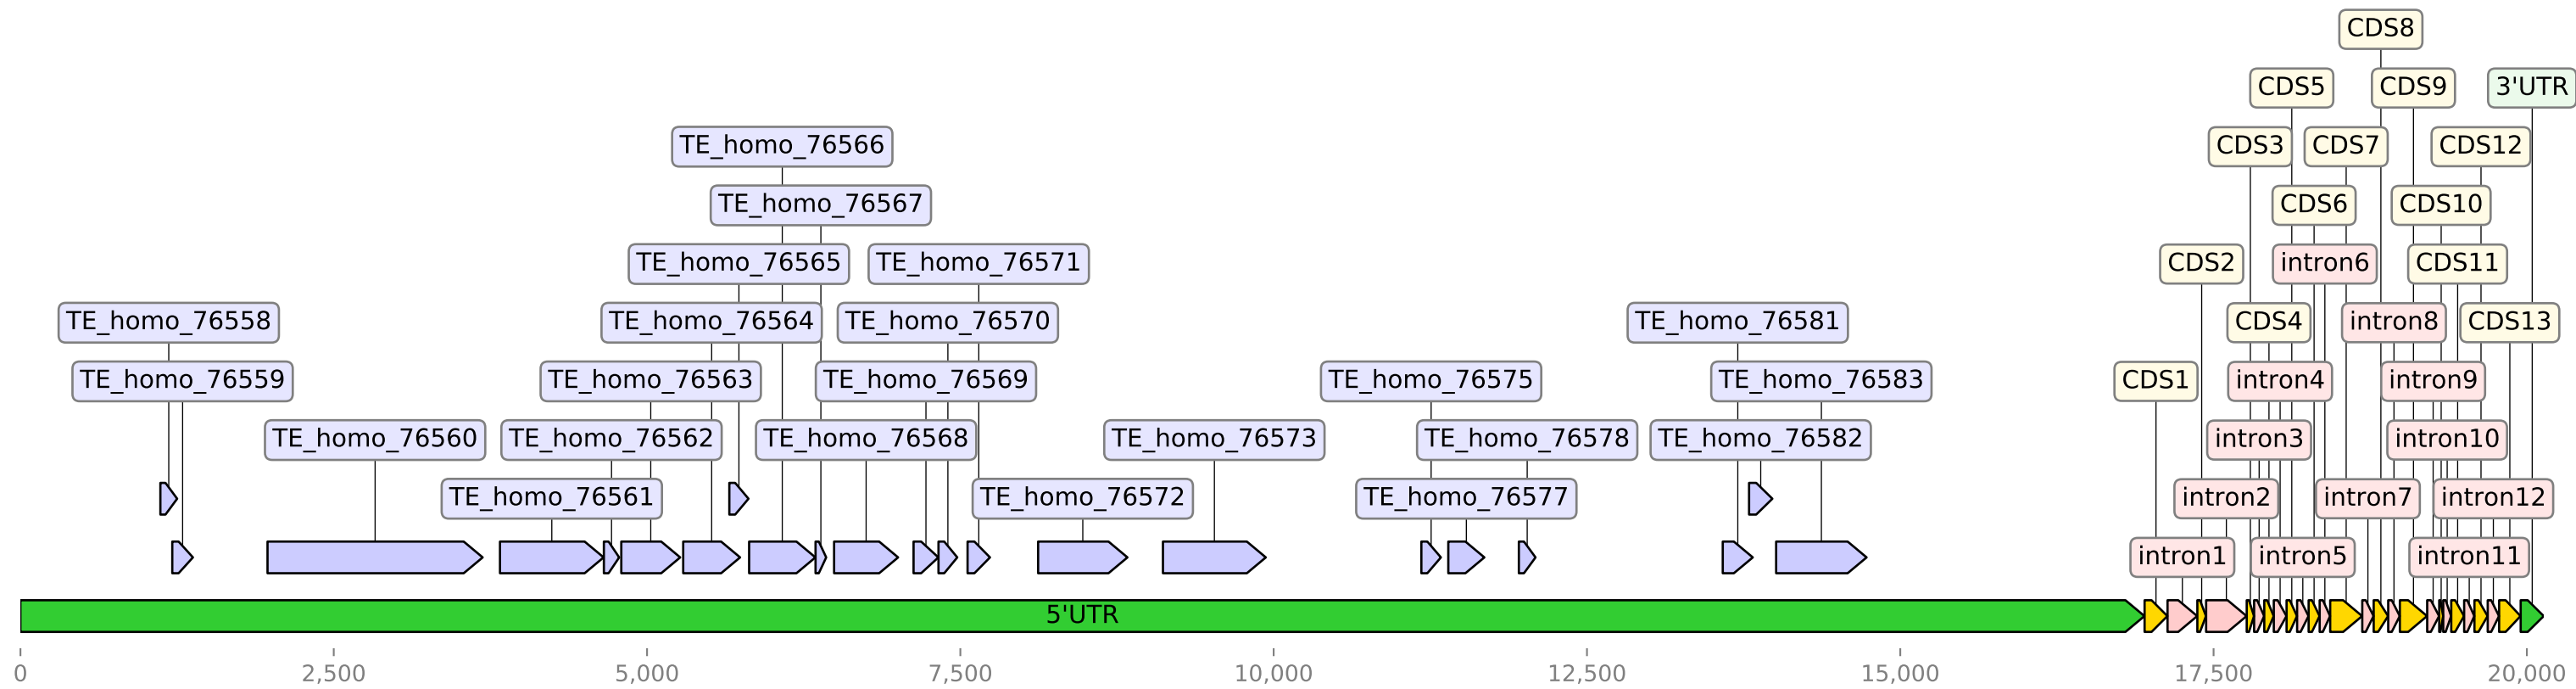 CDS8
CDS5 CDS9 3'UTR
TE_homo_76566 CDS3 CDS7 CDS12
TE_homo_76567 CDS6 CDS10
TE_homo_76565 TE_homo_76571 CDS2 intron6 CDS11
TE_homo_76558 TE_homo_76564 TE_homo_76570 TE_homo_76581 CDS4 intron8 CDS13
TE_homo_76559 TE_homo_76563 TE_homo_76569 TE_homo_76575 TE_homo_76583 CDS1 intron4 intron9
TE_homo_76560 TE_homo_76562 TE_homo_76568 TE_homo_76573 TE_homo_76578 TE_homo_76582 intron3 intron10
TE_homo_76561 TE_homo_76572 TE_homo_76577 intron2 intron7 intron12
intron1 intron5 intron11
5'UTR
0 2,500 5,000 7,500 10,000 12,500 15,000 17,500 20,000